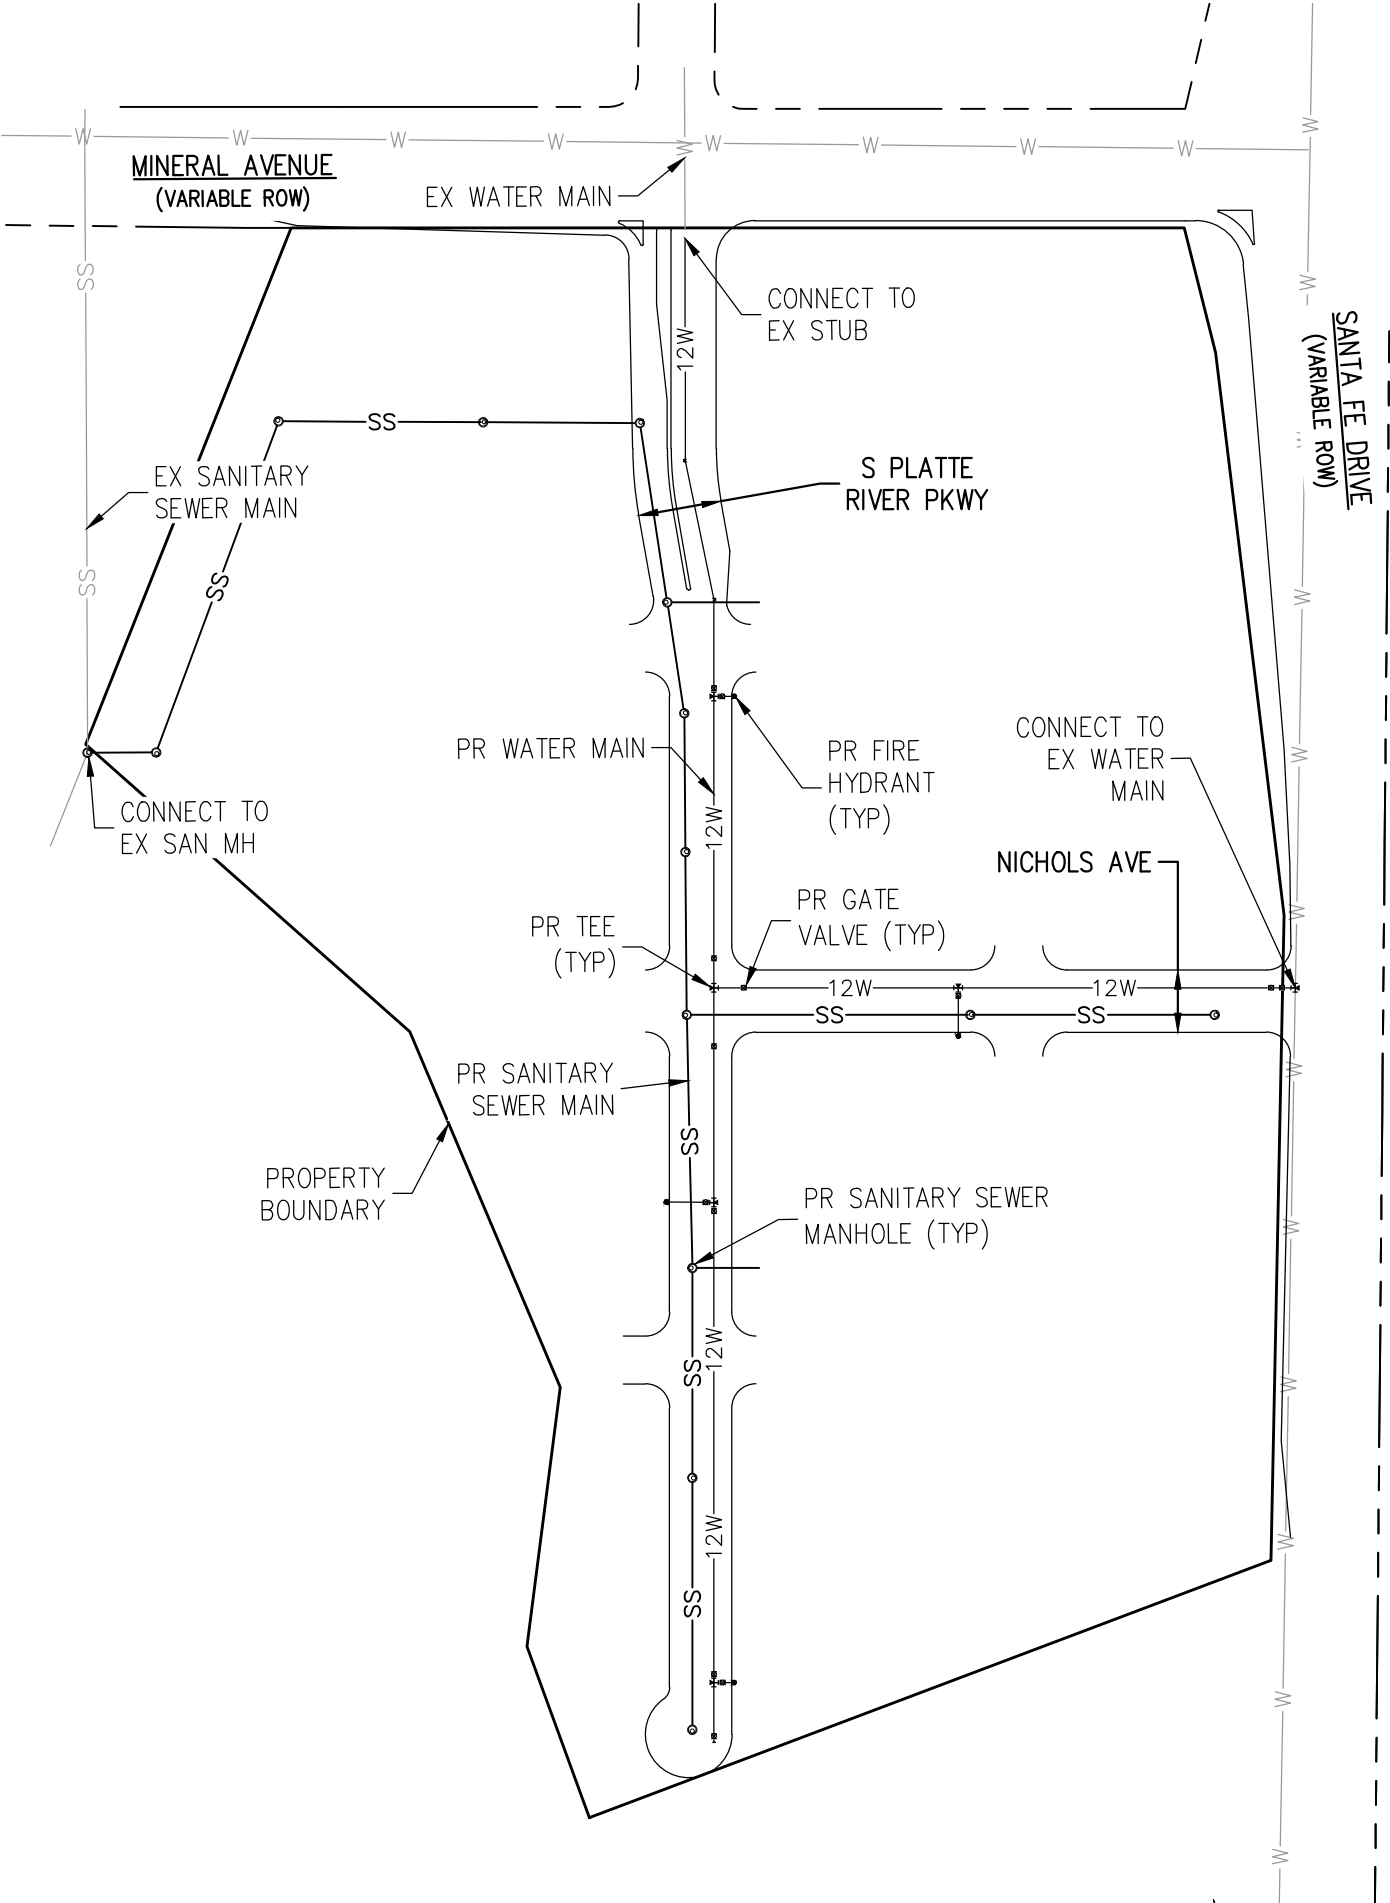 W W W W W W W W W
MINERAL AVENUE
(VARIABLE ROW)
EX WATER MAIN
W
SS
W
CONNECT TO
EX STUB
12W
SANTA FE DRIVE
(VARIABLE ROW)
SS
W
EX SANITARY
SEWER MAIN
S PLATTE
RIVER PKWY
SS
SS
W
PR WATER MAIN
PR FIRE
HYDRANT
(TYP)
CONNECT TO
EX WATER
MAIN
W
CONNECT TO
EX SAN MH
12W
NICHOLS AVE
PR TEE
(TYP)
PR GATE
VALVE (TYP)
W
12W
12W
SS
SS
PR SANITARY
SEWER MAIN
W
SS
PROPERTY
BOUNDARY
PR SANITARY SEWER
MANHOLE (TYP)
W
SS
12W
W
12W
W
SS
W
W